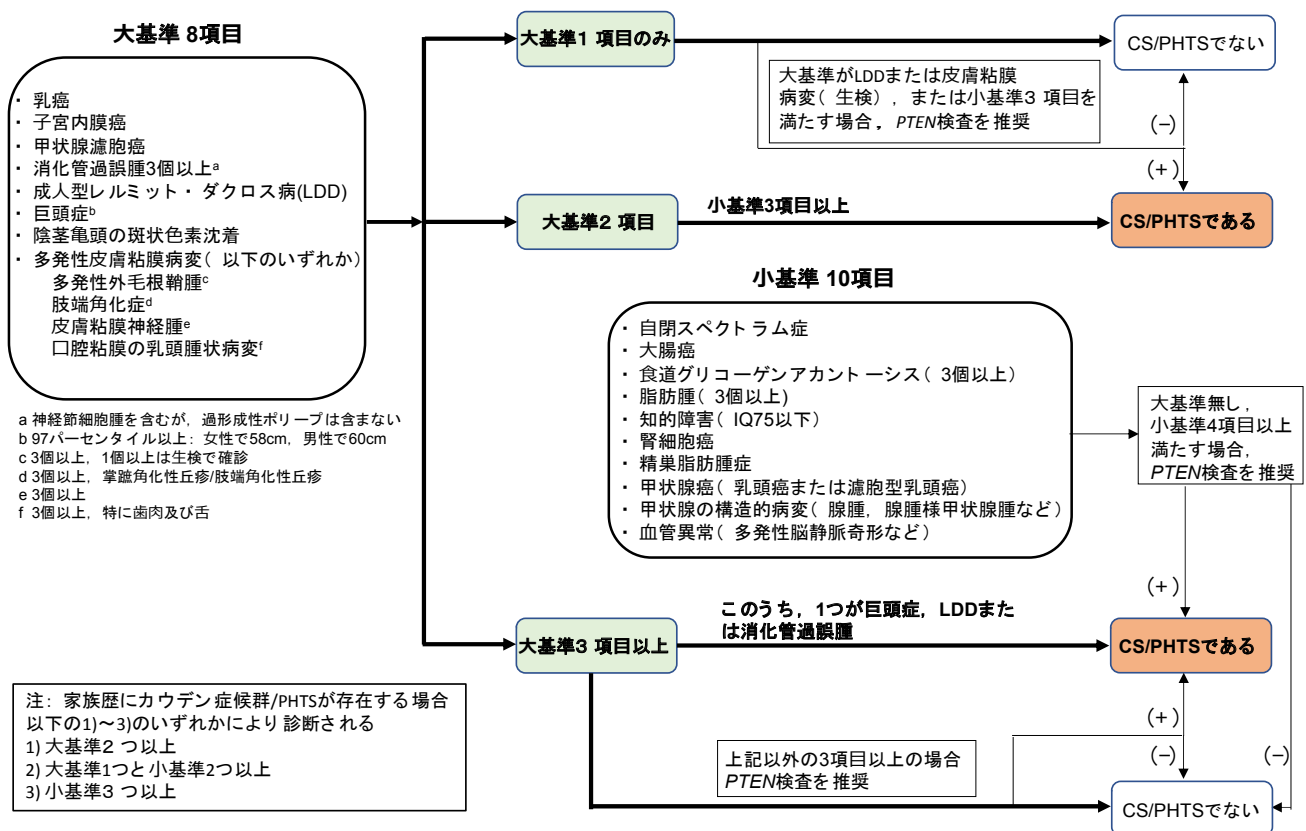 大基準 8項目
・ 乳癌
・ 子宮内膜癌
・ 甲状腺濾胞癌
・ 消化管過誤腫3個以上a
・ 成人型レルミット・ダクロス病(LDD)
・ 巨頭症b
・ 陰茎亀頭の斑状色素沈着
・ 多発性皮膚粘膜病変( 以下のいずれか)
多発性外毛根鞘腫c
肢端角化症d
皮膚粘膜神経腫e
口腔粘膜の乳頭腫状病変f
a 神経節細胞腫を含むが, 過形成性ポリープは含まない
b 97パーセンタイル以上: 女性で58cm, 男性で60cm
c 3個以上, 1個以上は生検で確診
d 3個以上, 掌蹠角化性丘疹/肢端角化性丘疹
e 3個以上
f 3個以上, 特に歯肉及び舌
大基準1 項目のみ
CS/PHTSでない
大基準がLDDまたは皮膚粘膜
病変( 生検) , または小基準3 項目を
満たす場合, PTEN検査を推奨
(−)
(+)
大基準2 項目
小基準3項目以上
CS/PHTSである
小基準 10項目
・ 自閉スペクトラム症
・ 大腸癌
・ 食道グリコーゲンアカントーシス( 3個以上)
・ 脂肪腫( 3個以上)
・ 知的障害( IQ75以下)
・ 腎細胞癌
・ 精巣脂肪腫症
・ 甲状腺癌( 乳頭癌または濾胞型乳頭癌)
・ 甲状腺の構造的病変( 腺腫, 腺腫様甲状腺腫など)
・ 血管異常( 多発性脳静脈奇形など)
大基準無し,
小基準4項目以上
満たす場合,
PTEN検査を推奨
(+)
大基準3 項目以上
このうち, 1つが巨頭症, LDDまた
は消化管過誤腫
CS/PHTSである
(+)
(−)
(−)
上記以外の3項目以上の場合
PTEN検査を推奨
CS/PHTSでない
注: 家族歴にカウデン症候群/PHTSが存在する場合
以下の1)~3)のいずれかにより診断される
1) 大基準2 つ以上
2) 大基準1つと小基準2つ以上
3) 小基準3 つ以上